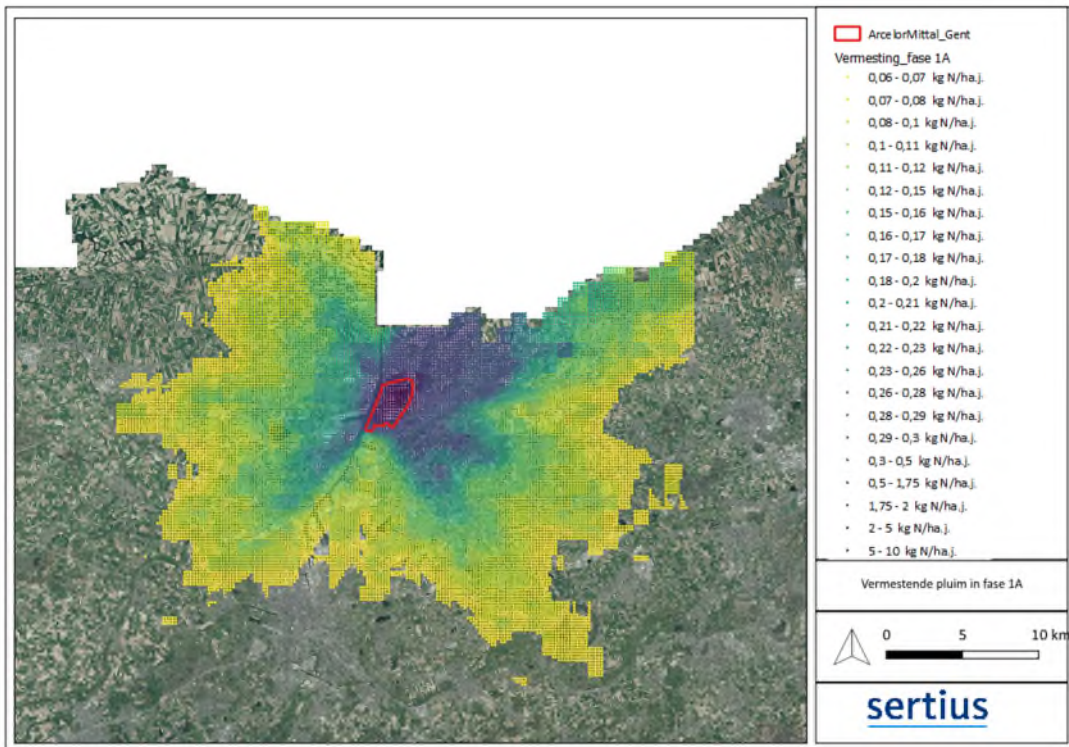 ArcelorMittal_Gent
Vermesting_fase 1A
0,06 - 0,07 kg N/ha.j.
0,07 - 0,08 kg N/ha.j.
0,08 - 0,1 kg N/ha.j.
0,1 - 0,11 kg N/ha.j.
0,11 - 0,12 kg N/ha.j.
0,12 - 0,15 kg N/ha.j.
0,15 - 0,16 kg N/ha.j.
0,16 - 0,17 kg N/ha.j.
0,17 - 0,18 kg N/ha.j.
0,18 - 0,2 kg N/ha.j.
0,2 - 0,21 kg N/ha.j.
0,21 - 0,22 kg N/ha.j.
0,22 - 0,23 kg N/ha.j.
0,23 - 0,26 kg N/ha.j.
0,26 - 0,28 kg N/ha.j.
0,28 - 0,29 kg N/ha.j.
0,29 - 0,3 kg N/ha.j.
0,3 - 0,5 kg N/ha.j.
0,5 - 1,75 kg N/ha.j.
1,75 - 2 kg N/ha.j.
2 - 5 kg N/ha.j.
5 - 10 kg N/ha.j.
Vermestende pluim in fase 1A
0 5 10 km
sertius